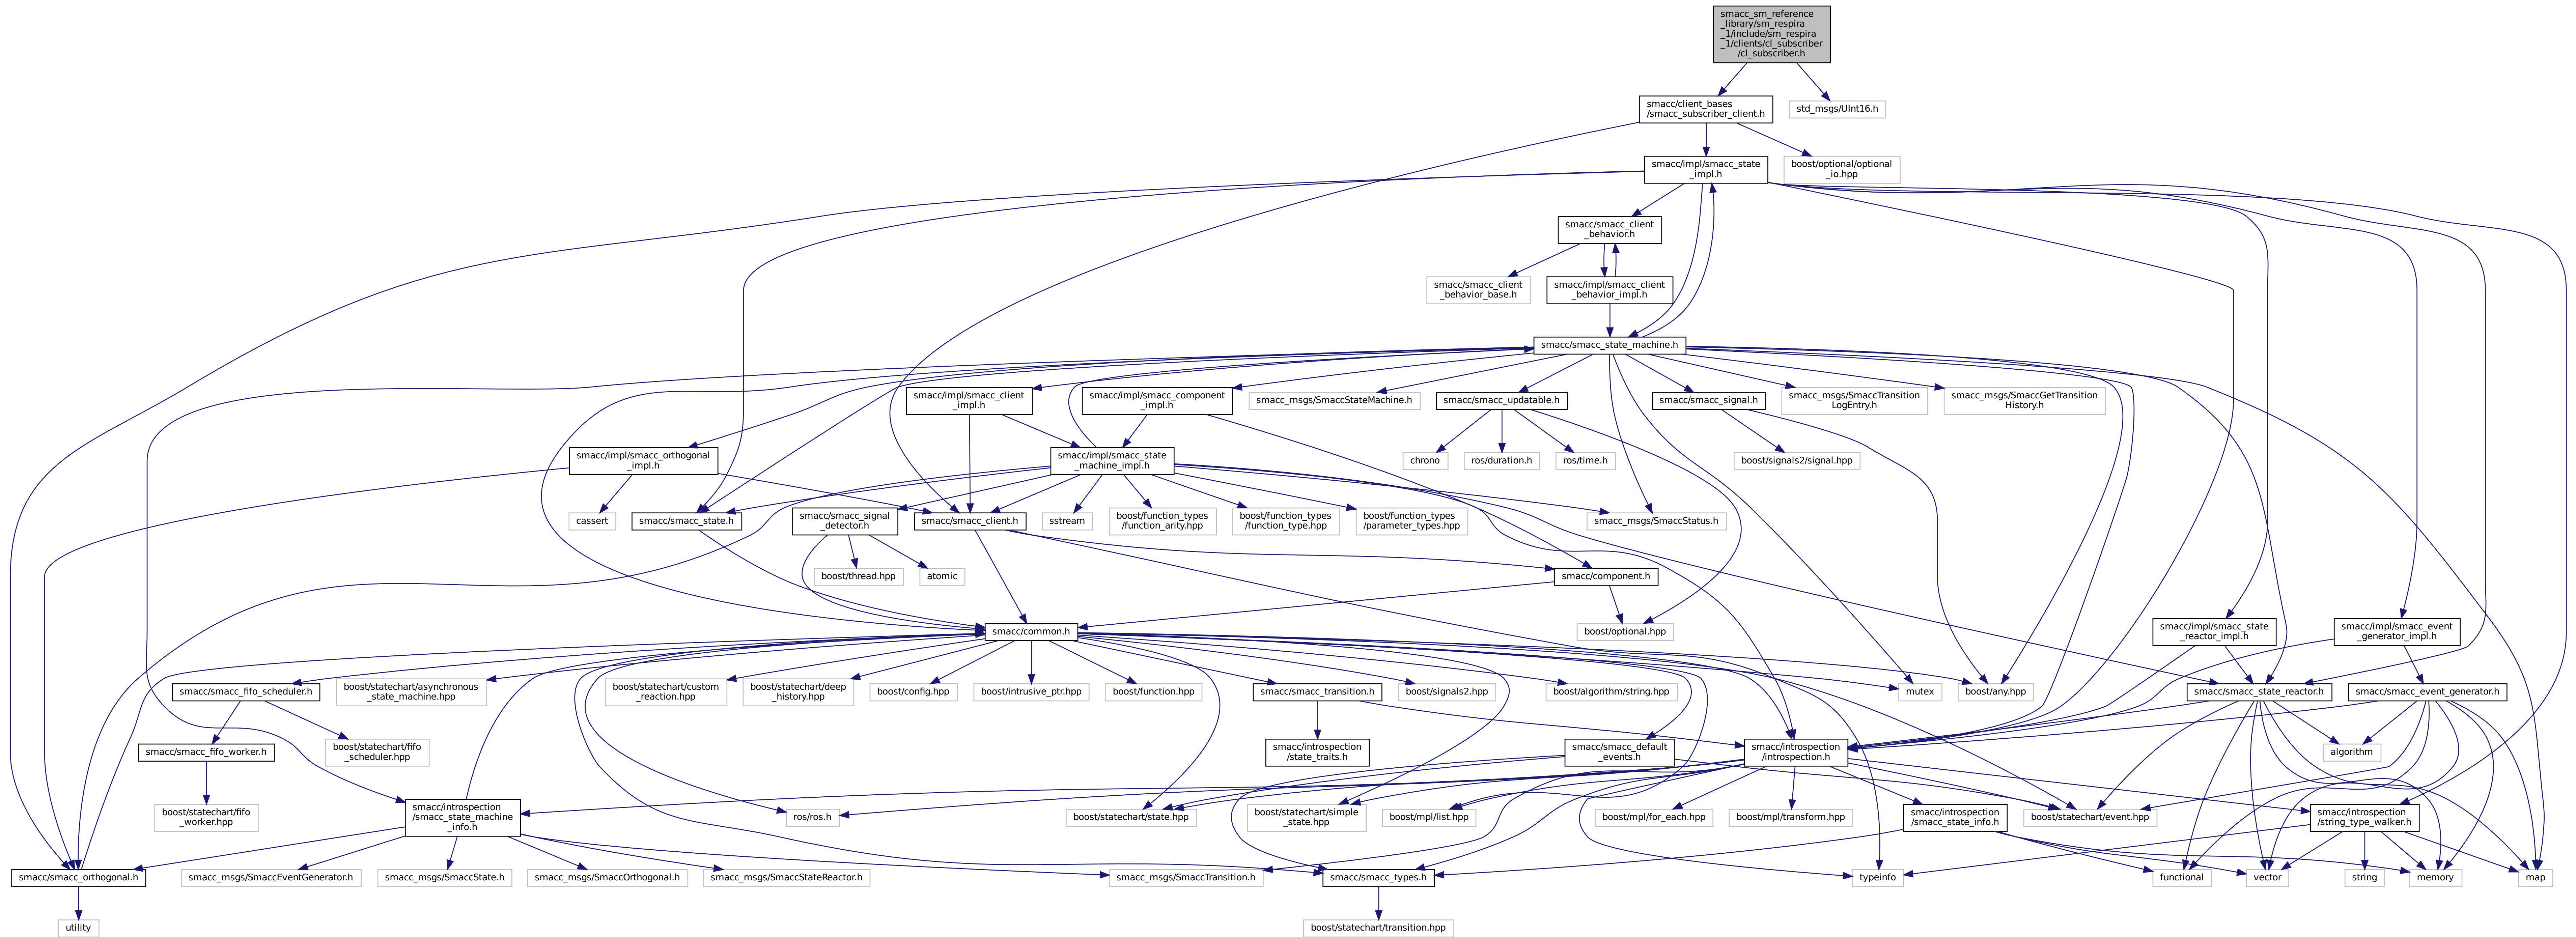 smacc_sm_reference
_library/sm_respira
_1/include/sm_respira
_1/clients/cl_subscriber
/cl_subscriber.h
smacc/client_bases
/smacc_subscriber_client.h
std_msgs/UInt16.h
smacc/impl/smacc_state
_impl.h
boost/optional/optional
_io.hpp
smacc/smacc_client
_behavior.h
smacc/smacc_client
_behavior_base.h
smacc/impl/smacc_client
_behavior_impl.h
smacc/smacc_state_machine.h
smacc/impl/smacc_client
_impl.h
smacc/impl/smacc_component
_impl.h
smacc_msgs/SmaccStateMachine.h
smacc/smacc_updatable.h
smacc/smacc_signal.h
smacc_msgs/SmaccTransition
LogEntry.h
smacc_msgs/SmaccGetTransition
History.h
smacc/impl/smacc_orthogonal
_impl.h
smacc/impl/smacc_state
_machine_impl.h
chrono
ros/duration.h
ros/time.h
boost/signals2/signal.hpp
cassert
smacc/smacc_state.h
smacc/smacc_signal
_detector.h
smacc/smacc_client.h
sstream
boost/function_types
/function_arity.hpp
boost/function_types
/function_type.hpp
boost/function_types
/parameter_types.hpp
smacc_msgs/SmaccStatus.h
boost/thread.hpp
atomic
smacc/component.h
smacc/common.h
boost/optional.hpp
smacc/impl/smacc_state
_reactor_impl.h
smacc/impl/smacc_event
_generator_impl.h
smacc/smacc_fifo_scheduler.h
boost/statechart/asynchronous
_state_machine.hpp
boost/statechart/custom
_reaction.hpp
boost/statechart/deep
_history.hpp
boost/config.hpp
boost/intrusive_ptr.hpp
boost/function.hpp
smacc/smacc_transition.h
boost/signals2.hpp
boost/algorithm/string.hpp
mutex
boost/any.hpp
smacc/smacc_state_reactor.h
smacc/smacc_event_generator.h
smacc/smacc_fifo_worker.h
boost/statechart/fifo
_scheduler.hpp
smacc/introspection
/state_traits.h
smacc/smacc_default
_events.h
smacc/introspection
/introspection.h
algorithm
boost/statechart/fifo
_worker.hpp
smacc/introspection
/smacc_state_machine
_info.h
ros/ros.h
boost/statechart/state.hpp
boost/statechart/simple
_state.hpp
boost/mpl/list.hpp
boost/mpl/for_each.hpp
boost/mpl/transform.hpp
smacc/introspection
/smacc_state_info.h
boost/statechart/event.hpp
smacc/introspection
/string_type_walker.h
smacc/smacc_orthogonal.h
smacc_msgs/SmaccEventGenerator.h
smacc_msgs/SmaccState.h
smacc_msgs/SmaccOrthogonal.h
smacc_msgs/SmaccStateReactor.h
smacc_msgs/SmaccTransition.h
smacc/smacc_types.h
typeinfo
functional
vector
string
memory
map
utility
boost/statechart/transition.hpp